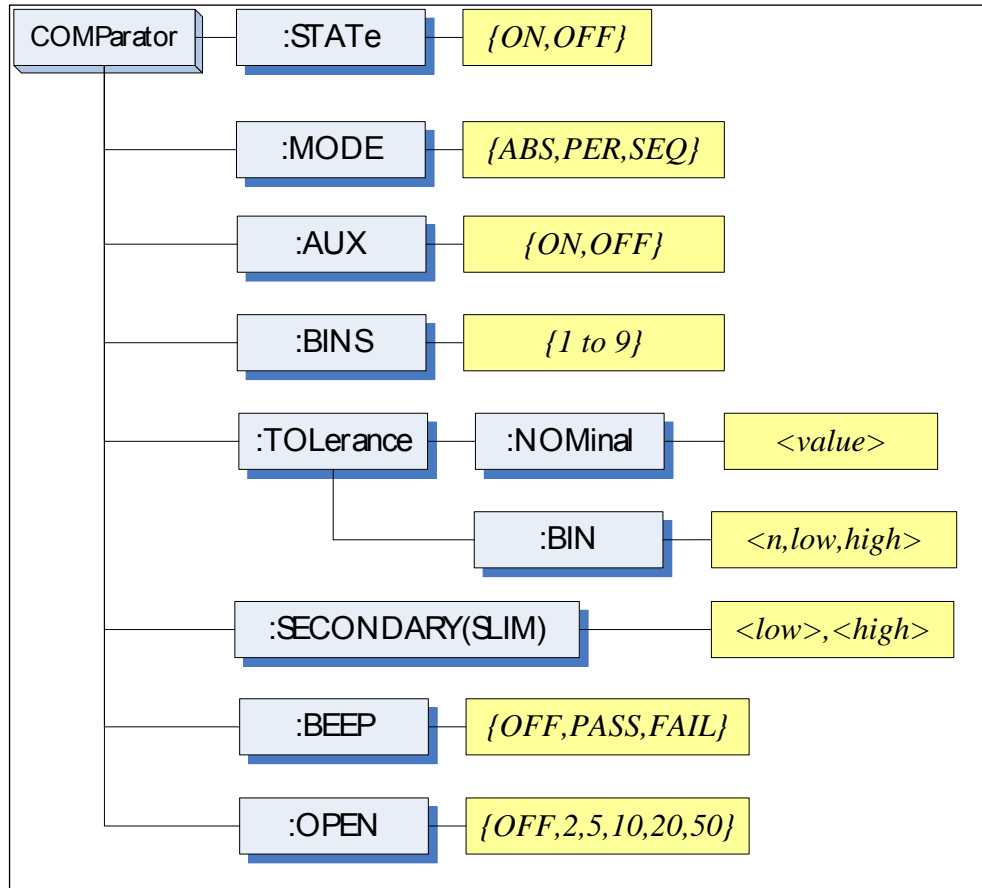 COMParator :STATe {ON,OFF}
:MODE {ABS,PER,SEQ}
:AUX {ON,OFF}
:BINS {1 to 9}
:TOLerance :NOMinal <value>
:BIN <n,low,high>
:SECONDARY(SLIM) <low>,<high>
:BEEP {OFF,PASS,FAIL}
:OPEN {OFF,2,5,10,20,50}